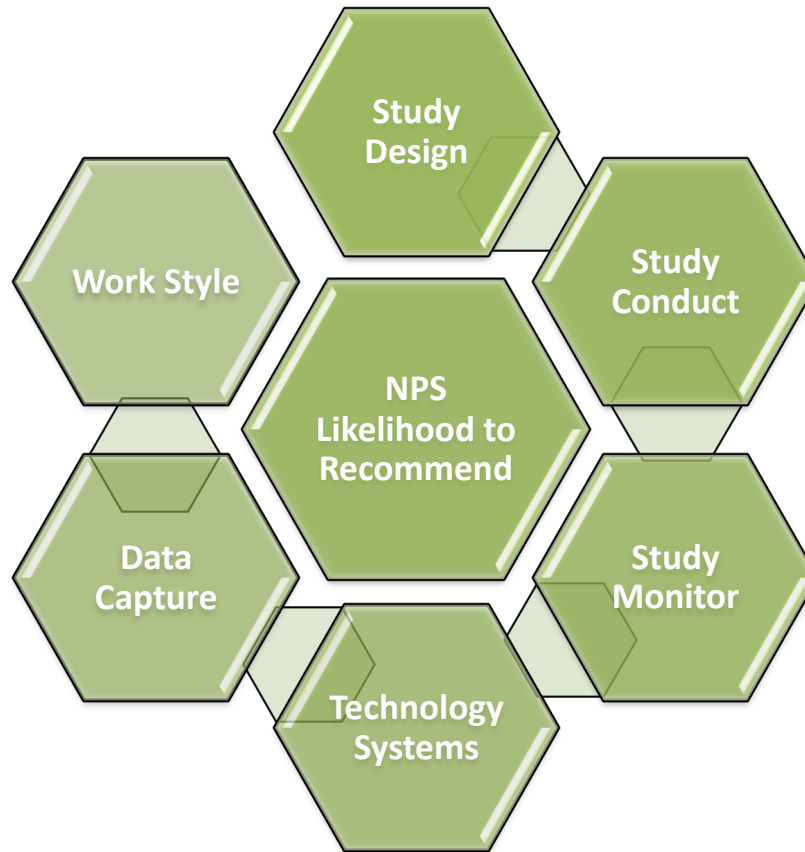 Study
Design
Study
Conduct
Work Style
NPS
Likelihood to
Recommend
Study
Monitor
Data
Capture
Technology
Systems